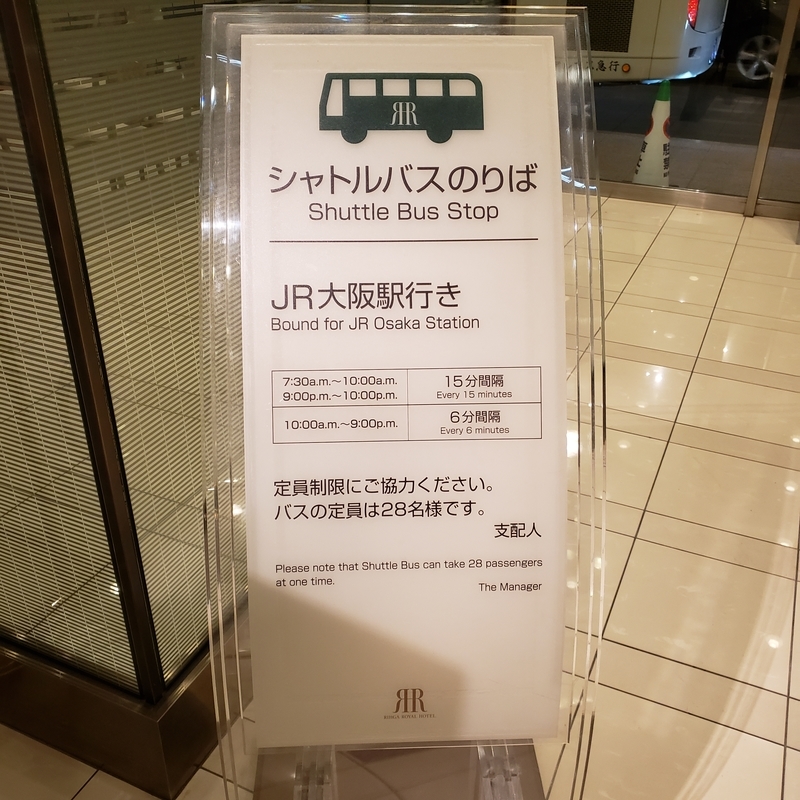 急行
RR
シャトルバスのりば
Shuttle Bus Stop
JR大阪駅行き
Bound for JR Osaka Station
7:30a.m.～10:00a.m.
9:00p.m.～10:00p.m.
15分間隔
Every 15 minutes
10:00a.m.～9:00p.m.
6分間隔
Every 6 minutes
定員制限にご協力ください。
バスの定員は28名様です。
支配人
Please note that Shuttle Bus can take 28 passengers
at one time.
The Manager
RR
RIHGA ROYAL HOTEL